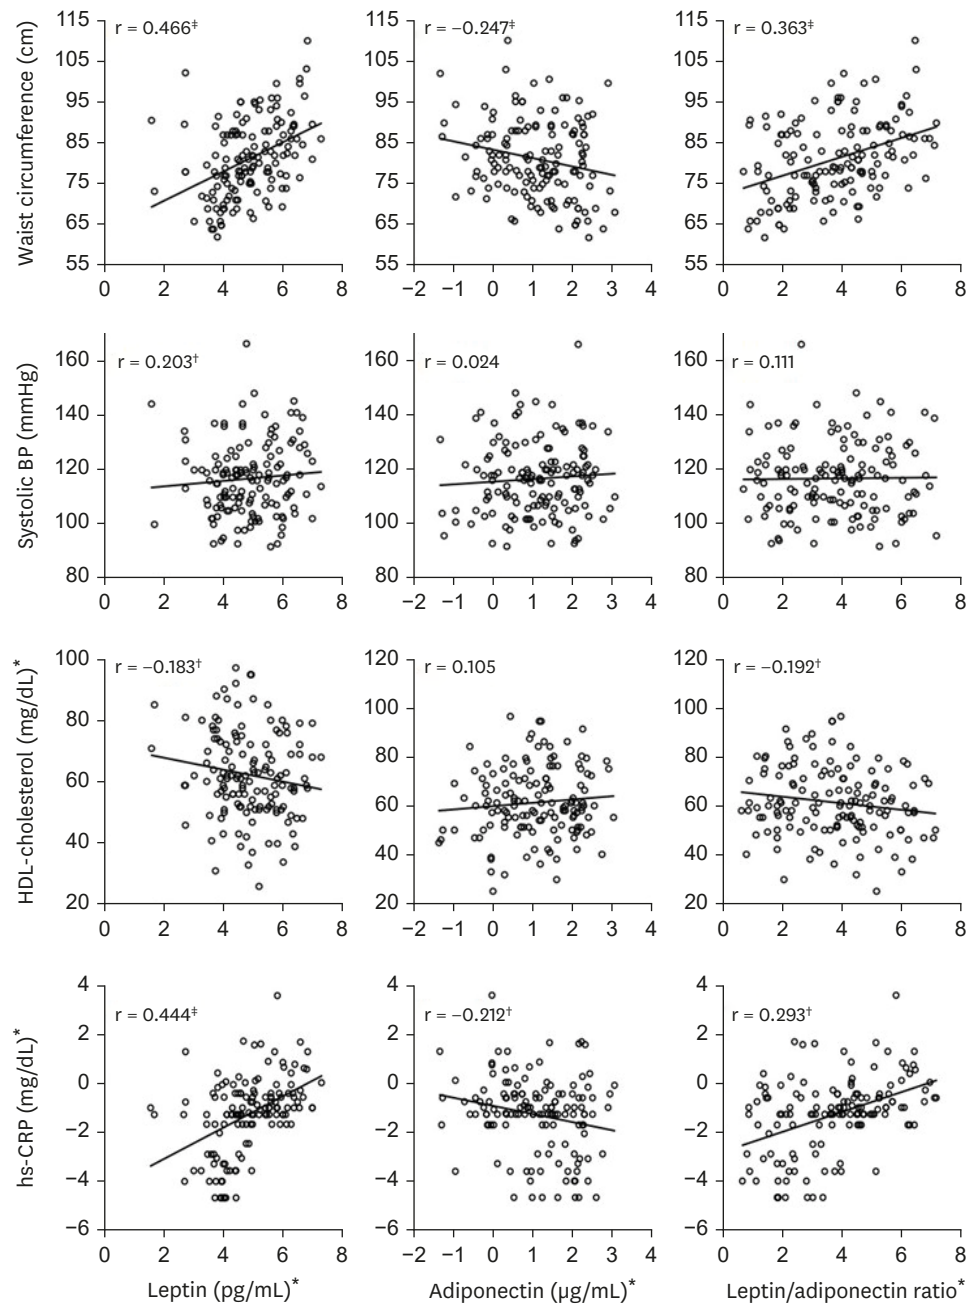 Waist circumference (cm)
115
105
95
85
75
65
55
r = 0.466‡
0 2 4 6 8
115
105
95
85
75
65
55
r = −0.247‡
−2 −1 0 1 2 3 4
115
105
95
85
75
65
55
r = 0.363‡
0 2 4 6 8
Systolic BP (mmHg)
160
140
120
100
80
r = 0.203†
0 2 4 6 8
160
140
120
100
80
r = 0.024
−2 −1 0 1 2 3 4
160
140
120
100
80
r = 0.111
0 2 4 6 8
HDL-cholesterol (mg/dL)*
100
80
60
40
20
r = −0.183†
0 2 4 6 8
120
100
80
60
40
20
r = 0.105
−2 −1 0 1 2 3 4
120
100
80
60
40
20
r = −0.192†
0 2 4 6 8
hs-CRP (mg/dL)*
4
2
0
−2
−4
−6
r = 0.444‡
0 2 4 6 8
Leptin (pg/mL)*
4
2
0
−2
−4
−6
r = −0.212†
−2 −1 0 1 2 3 4
Adiponectin (µg/mL)*
4
2
0
−2
−4
−6
r = 0.293†
0 2 4 6 8
Leptin/adiponectin ratio*